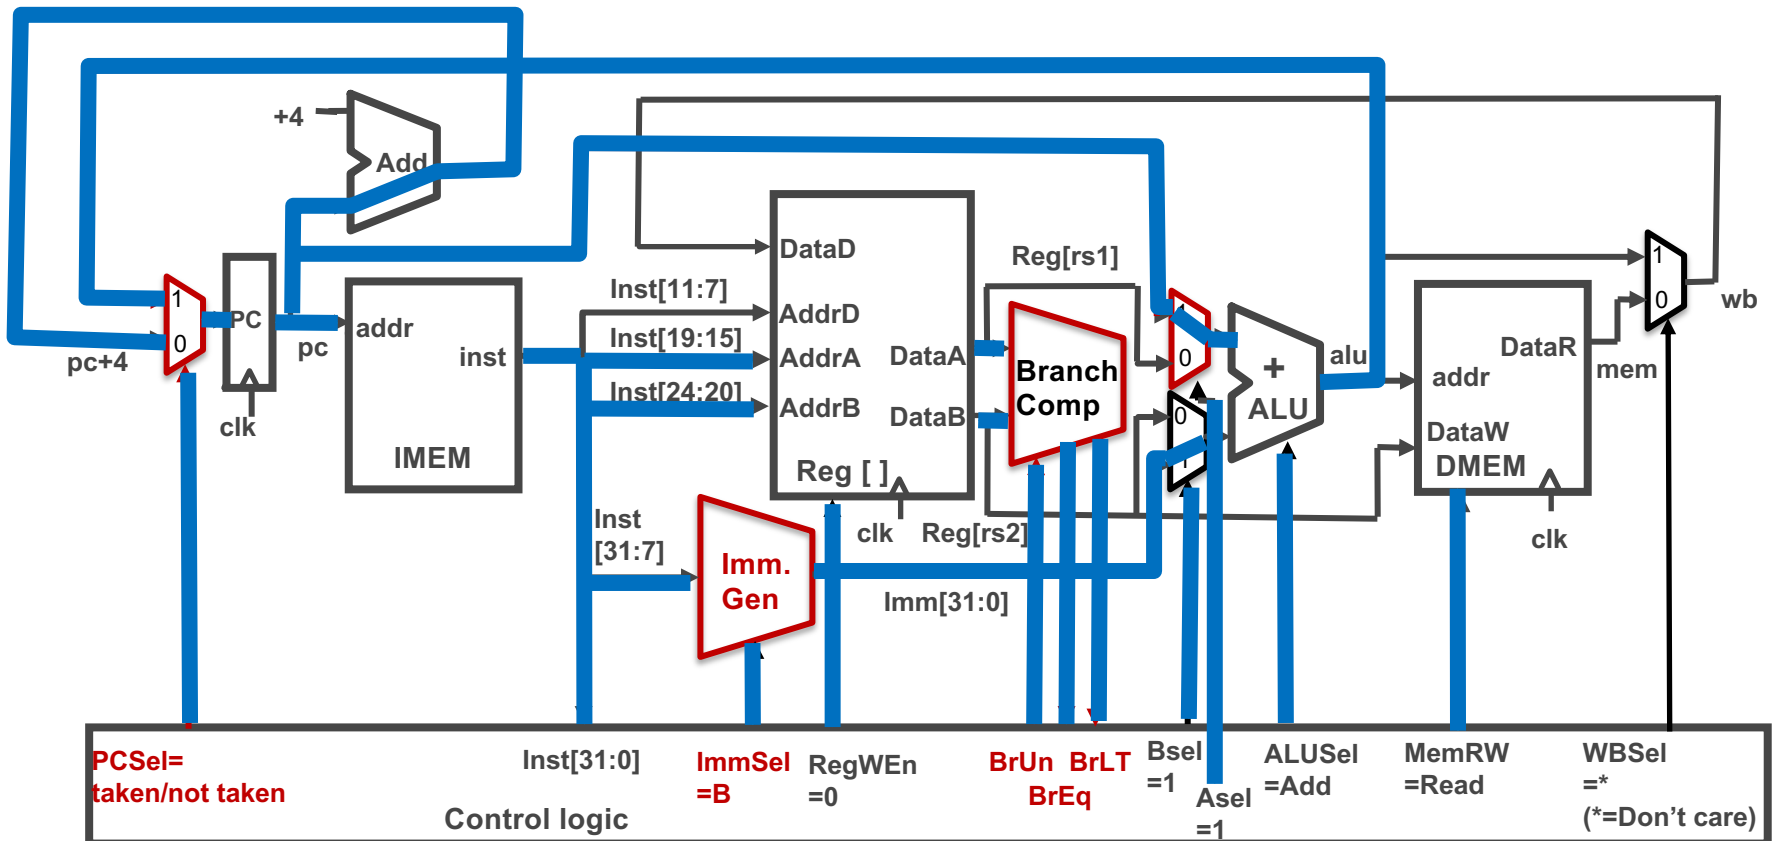 +4
Add
DataD
Reg[rs1]
1
0
wb
Inst[11:7]
AddrD
1
0
PC
pc
addr
inst
Inst[19:15]
AddrA
DataA
Branch
Comp
1
0
+
ALU
alu
DataR
mem
addr
pc+4
Inst[24:20]
AddrB
DataB
0
1
DataW
DMEM
clk
IMEM
Reg [ ]
clk
Reg[rs2]
clk
Inst
[31:7]
Imm.
Gen
Imm[31:0]
PCSel=
taken/not taken
Inst[31:0]
ImmSel
=B
RegWEn
=0
BrUn BrLT
BrEq
Bsel
=1
Asel
=1
ALUSel
=Add
MemRW
=Read
WBSel
=*
(*=Don't care)
Control logic